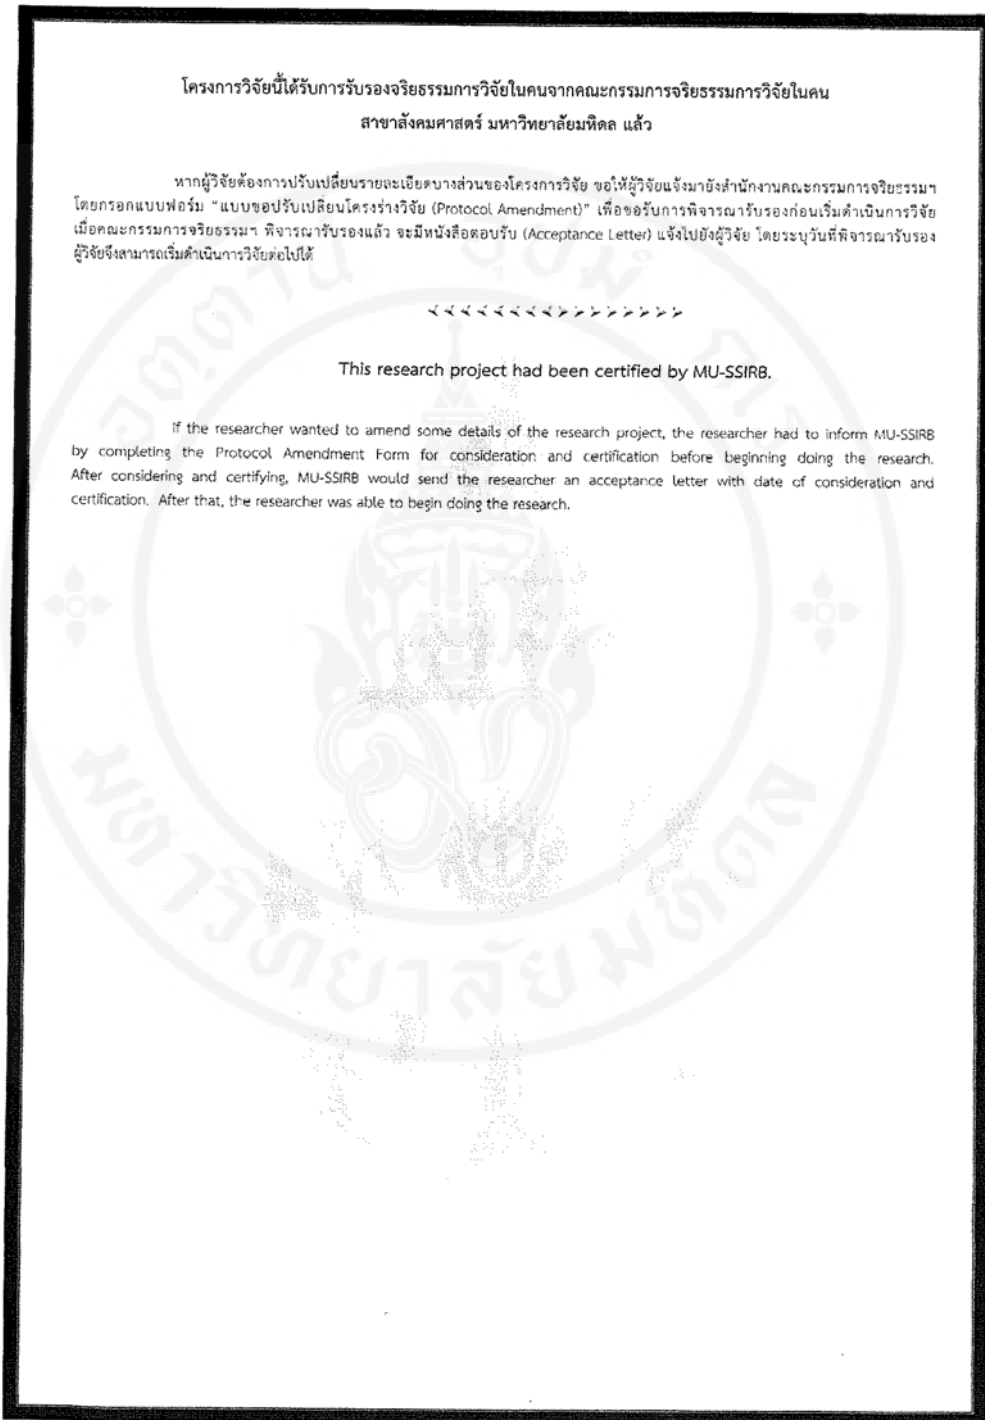 โครงการวิจัยนี้ได้รับการรับรองจริยธรรมการวิจัยในคนจากคณะกรรมการจริยธรรมการวิจัยในคน
สาขาสังคมศาสตร์ มหาวิทยาลัยมหิดล แล้ว
หากผู้วิจัยต้องการปรับเปลี่ยนรายละเอียดบางส่วนของโครงการวิจัย ขอให้ผู้วิจัยแจ้งมายังสำนักงานคณะกรรมการจริยธรรมฯ
โดยกรอกแบบฟอร์ม “แบบขอปรับเปลี่ยนโครงร่างวิจัย (Protocol Amendment)” เพื่อขอรับการพิจารณารับรองก่อนเริ่มดำเนินการวิจัย
เมื่อคณะกรรมการจริยธรรมฯ พิจารณารับรองแล้ว จะมีหนังสือตอบรับ (Acceptance Letter) แจ้งไปยังผู้วิจัย โดยระบุวันที่พิจารณารับรอง
ผู้วิจัยจึงสามารถเริ่มดำเนินการวิจัยต่อไปได้
This research project had been certified by MU-SSIRB.
If the researcher wanted to amend some details of the research project, the researcher had to inform MU-SSIRB
by completing the Protocol Amendment Form for consideration and certification before beginning doing the research.
After considering and certifying, MU-SSIRB would send the researcher an acceptance letter with date of consideration and
certification. After that, the researcher was able to begin doing the research.
มหาวิทยาลัยมหิดล